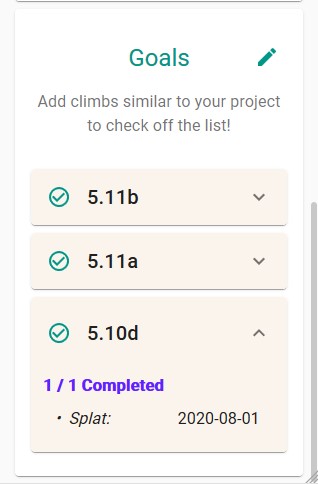 Goals
Add climbs similar to your project
to check off the list!
5.11b
5.11a
5.10d
1 / 1 Completed
• Splat: 2020-08-01